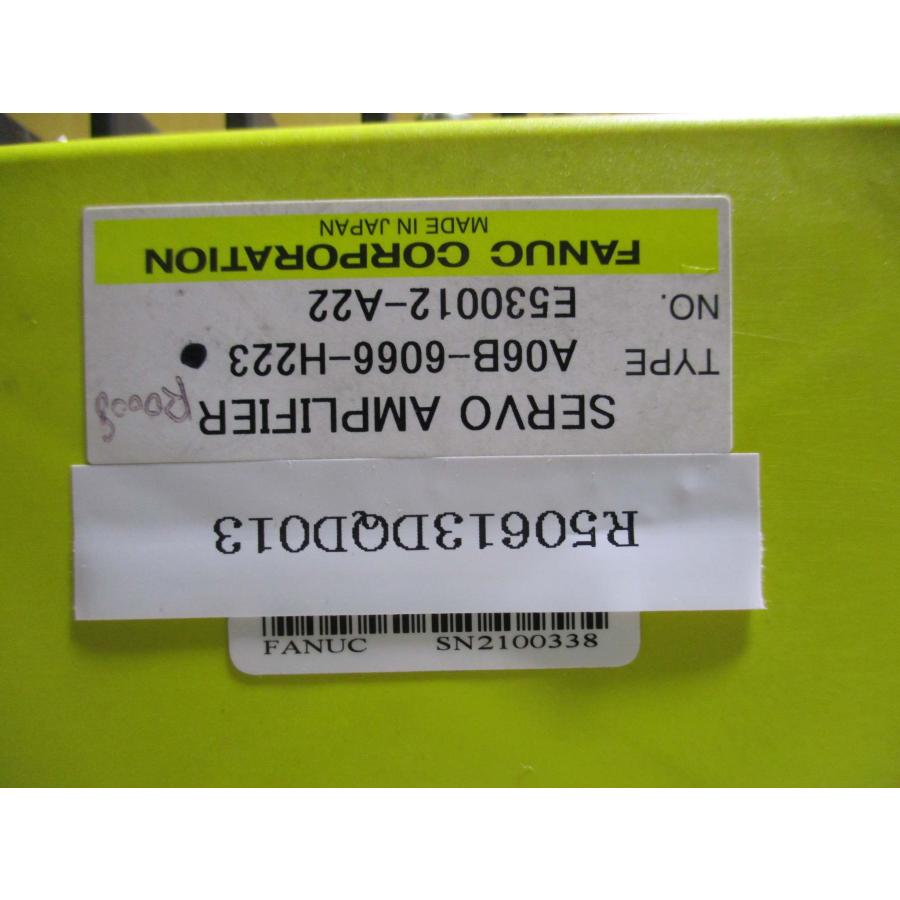 R50613DQD013
SERVO AMPLIFIER
TYPE A06B-6066-H223
NO. E530012-A22
FANUC CORPORATION
MADE IN JAPAN
FANUC SN2100338